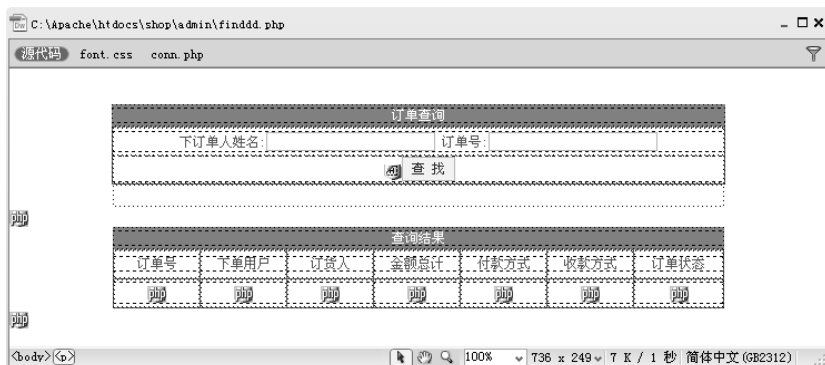 C:\Apache\htdocs\shop\admin\finddd.php
源代码 font.css conn.php
订单查询
下订单人姓名: 订单号:
查 找
php
查询结果
订单号 下单用户 订货人 金额总计 付款方式 收款方式 订单状态
php php php php php php php
php
<body><p> 100% 736 x 249 7 K / 1 秒 简体中文(GB2312)